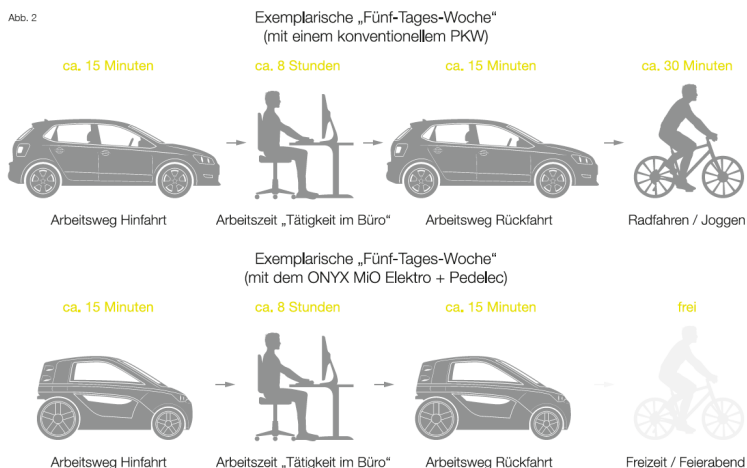 Abb. 2
Exemplarische „Fünf-Tages-Woche“
(mit einem konventionellem PKW)
ca. 15 Minuten ca. 8 Stunden ca. 15 Minuten ca. 30 Minuten
Arbeitsweg Hinfahrt Arbeitszeit „Tätigkeit im Büro“ Arbeitsweg Rückfahrt Radfahren / Joggen
Exemplarische „Fünf-Tages-Woche“
(mit dem ONYX MiO Elektro + Pedelec)
ca. 15 Minuten ca. 8 Stunden ca. 15 Minuten frei
Arbeitsweg Hinfahrt Arbeitszeit „Tätigkeit im Büro“ Arbeitsweg Rückfahrt Freizeit / Feierabend